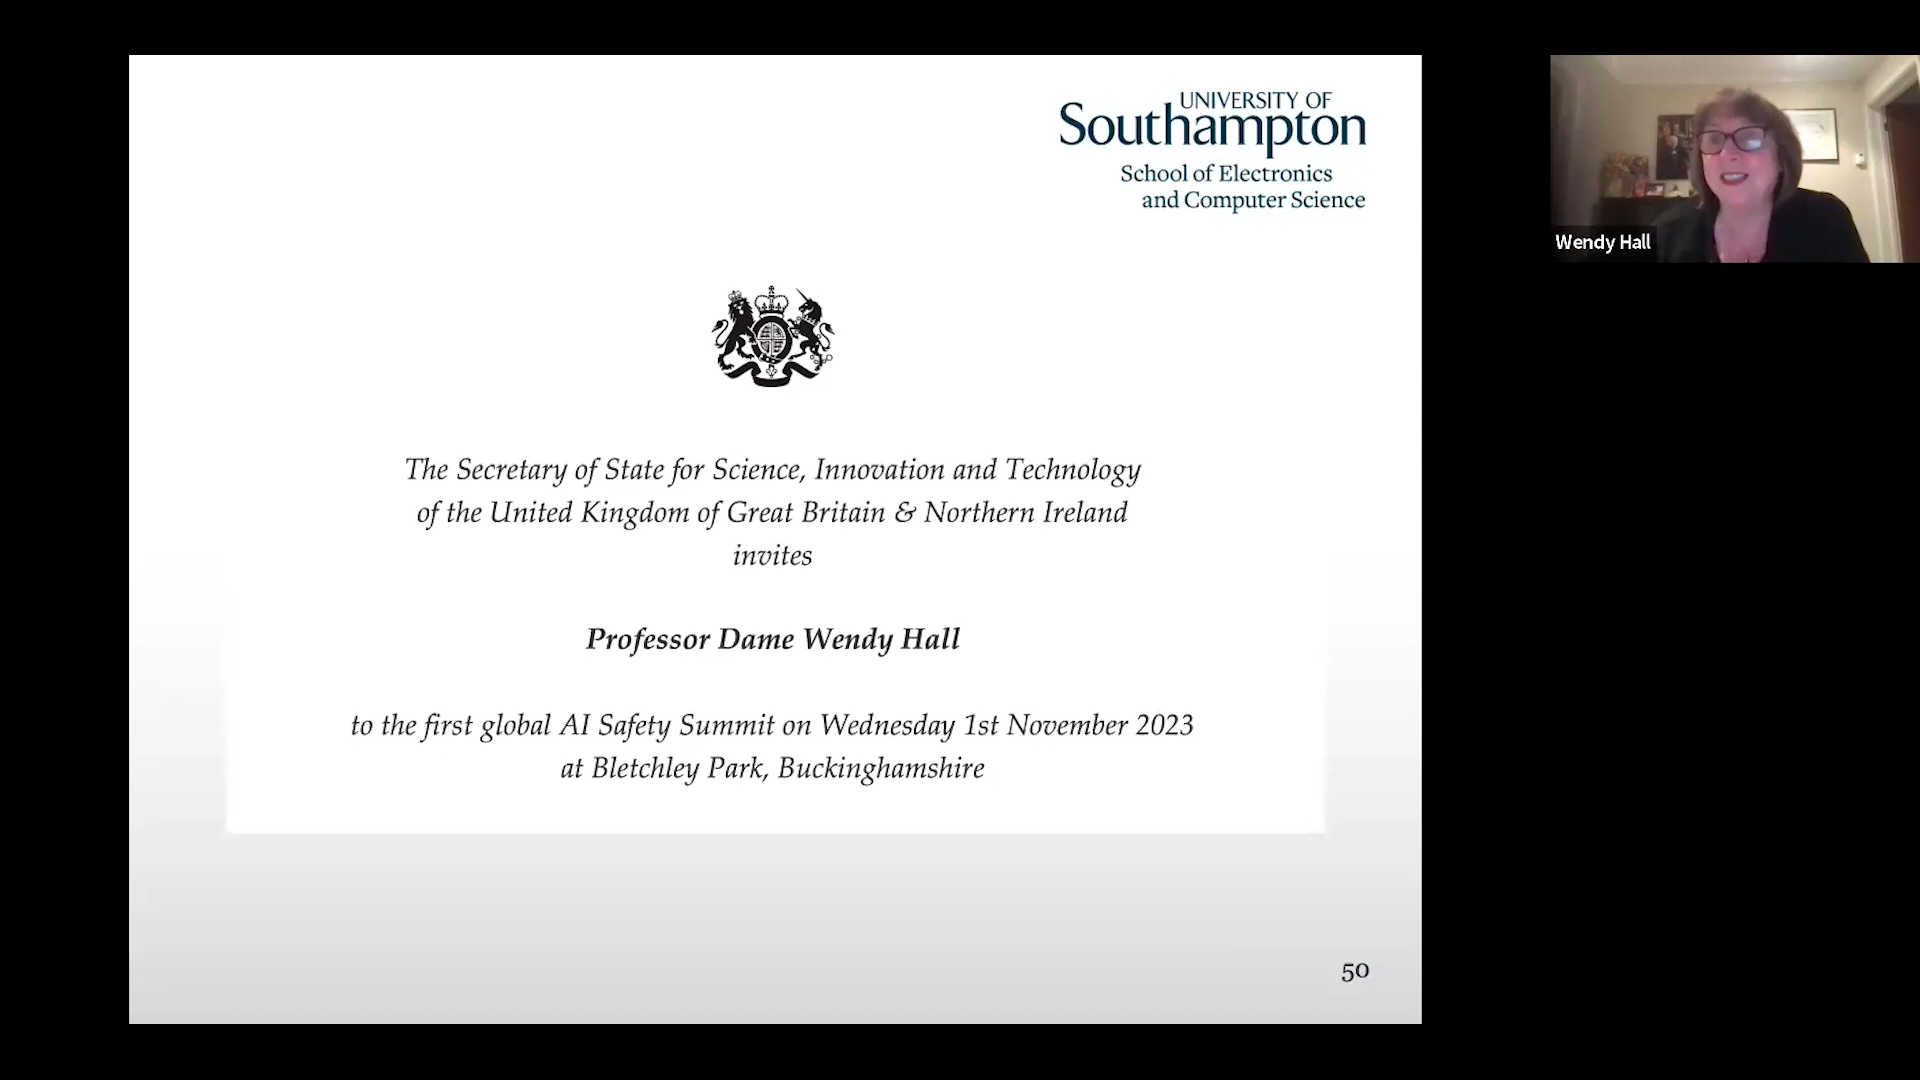 UNIVERSITY OF
Southampton
School of Electronics
and Computer Science
Wendy Hall
The Secretary of State for Science, Innovation and Technology
of the United Kingdom of Great Britain & Northern Ireland
invites
Professor Dame Wendy Hall
to the first global AI Safety Summit on Wednesday 1st November 2023
at Bletchley Park, Buckinghamshire
50